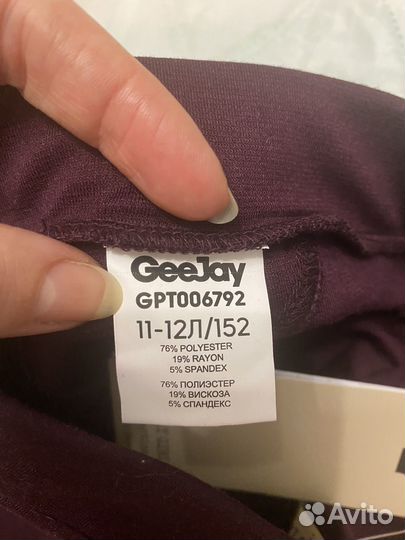 GeeJay
GPT006792
11-12Л/152
76% POLYESTER
19% RAYON
5% SPANDEX
76% ПОЛИЭСТЕР
19% ВИСКОЗА
5% СПАНДЕКС
Avito